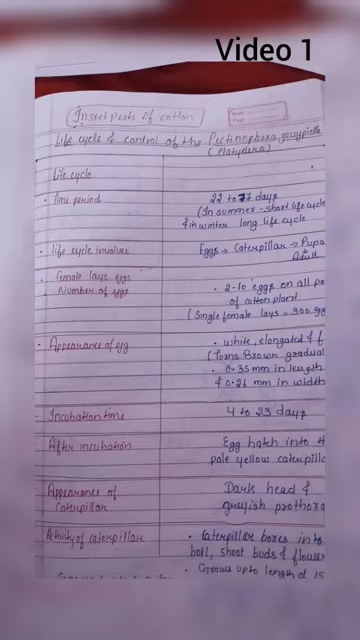 Video 1
Insect pests of cotton
Life cycle & control of the Pectinophora gossypiella
(Platydera)
Life cycle
Time period
22 to 77 days
(In summer - short life cycle
& in winter long life cycle
Life cycle involves
Eggs → Caterpillar → Pupa
Adult
Female lays eggs
Number of eggs
2-10 eggs on all pa
of cotton plant
(Single female lays = 300 egg
Appearance of egg
white, elongated & f
(Turns Brown gradual
0.35 mm in length
& 0.26 mm in width
Incubation time
4 to 23 days
After incubation
Egg hatch into th
pale yellow caterpilla
Appearance of
Caterpillar
Dark head &
greyish prothora
Activity of caterpillar
Caterpillar bores into
boll, shoot buds & flower
Grows upto length of 15